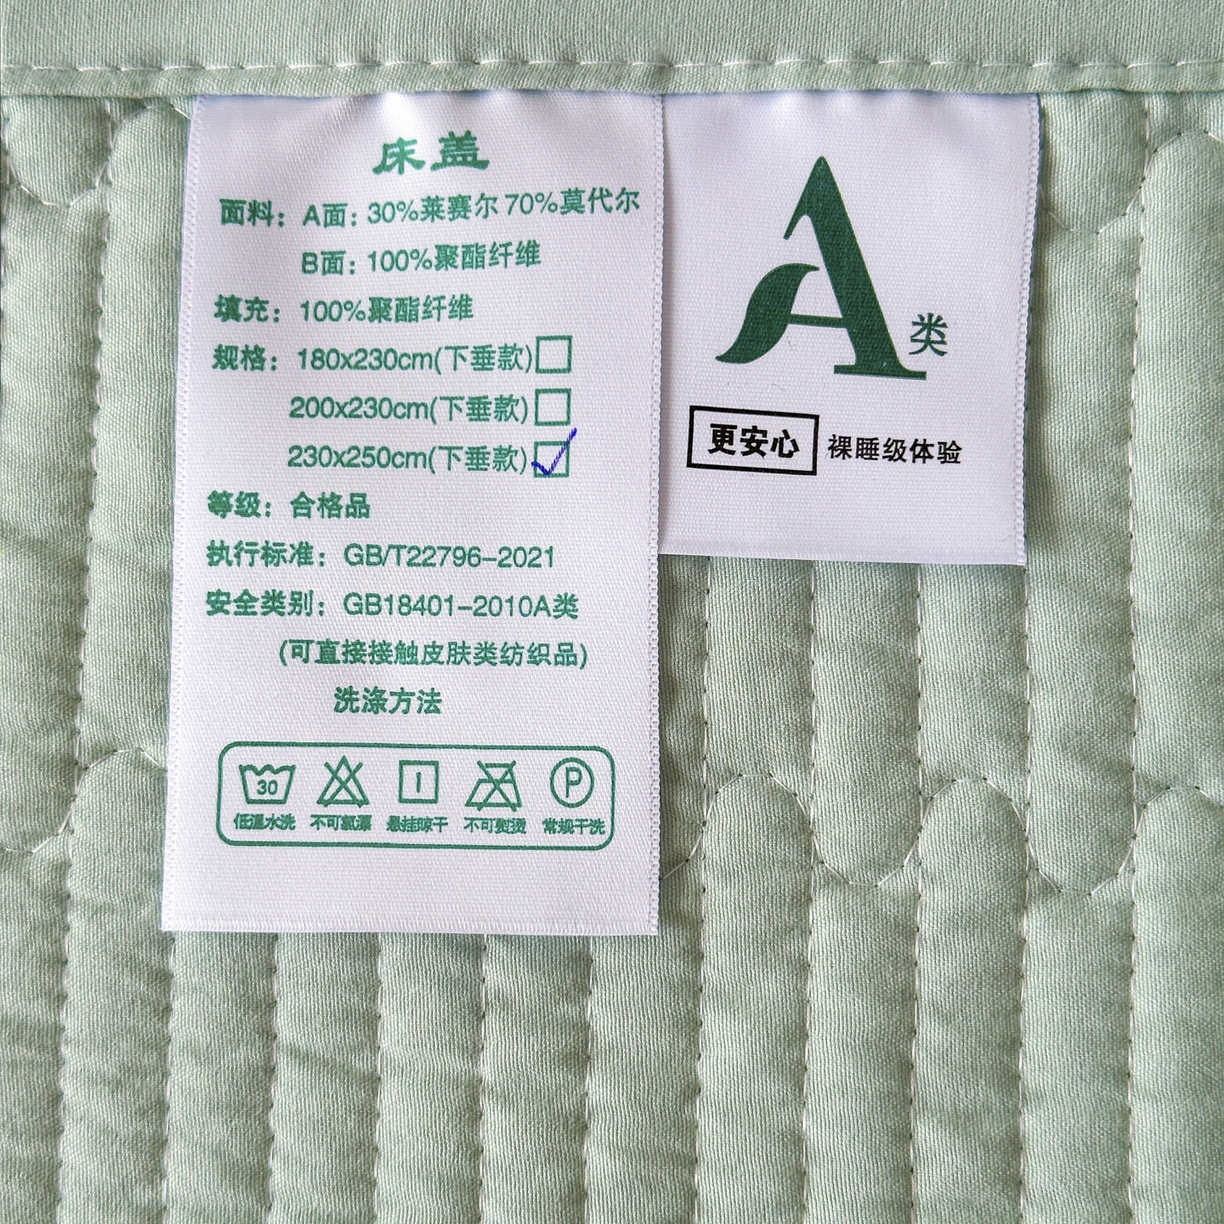 床盖
面料：A面：30%莱赛尔 70%莫代尔
B面：100%聚酯纤维
填充：100%聚酯纤维
规格：180x230cm(下垂款)□
200x230cm(下垂款)□
230x250cm(下垂款)☑
等级：合格品
执行标准：GB/T22796-2021
安全类别：GB18401-2010A类
(可直接接触皮肤类纺织品)
洗涤方法
30 P
低温水洗 不可氯漂 悬挂晾干 不可熨烫 常规干洗
A类
更安心 裸睡级体验